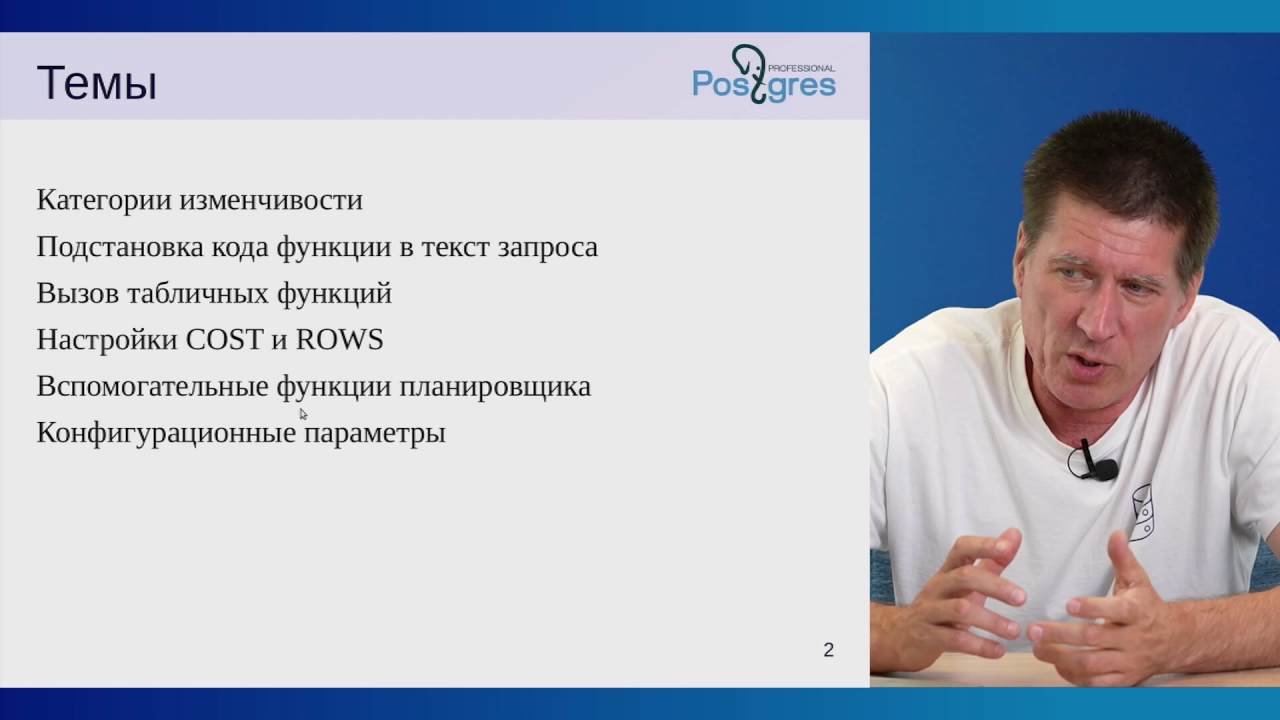 Темы
PROFESSIONAL
Postgres
Категории изменчивости
Подстановка кода функции в текст запроса
Вызов табличных функций
Настройки COST и ROWS
Вспомогательные функции планировщика
Конфигурационные параметры
2